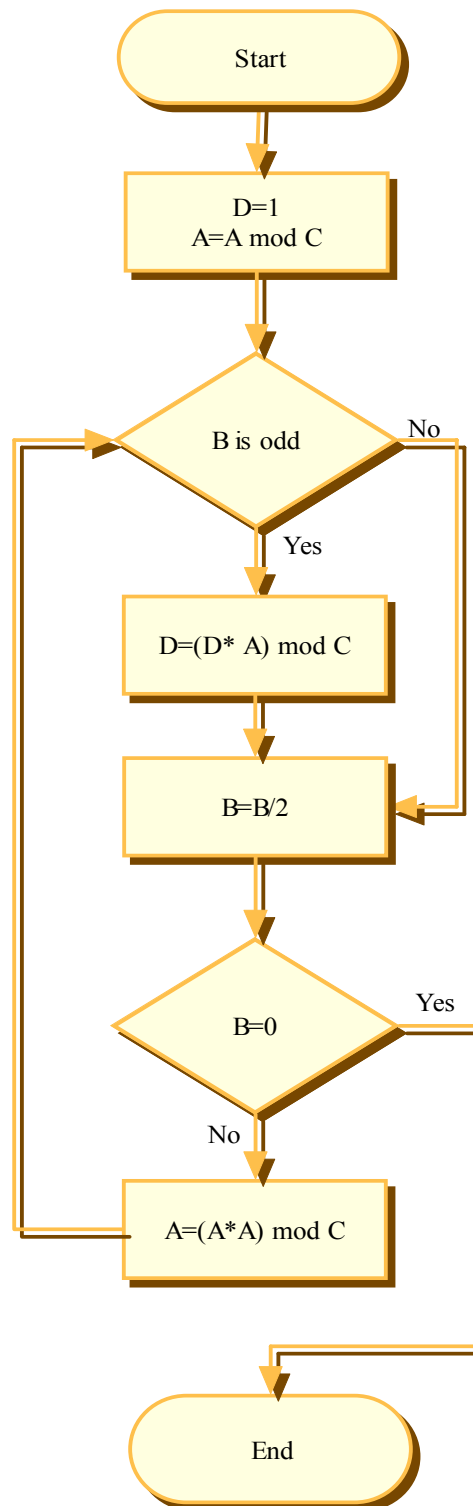 Start
D=1
A=A mod C
B is odd
No
Yes
D=(D* A) mod C
B=B/2
B=0
Yes
No
A=(A*A) mod C
End